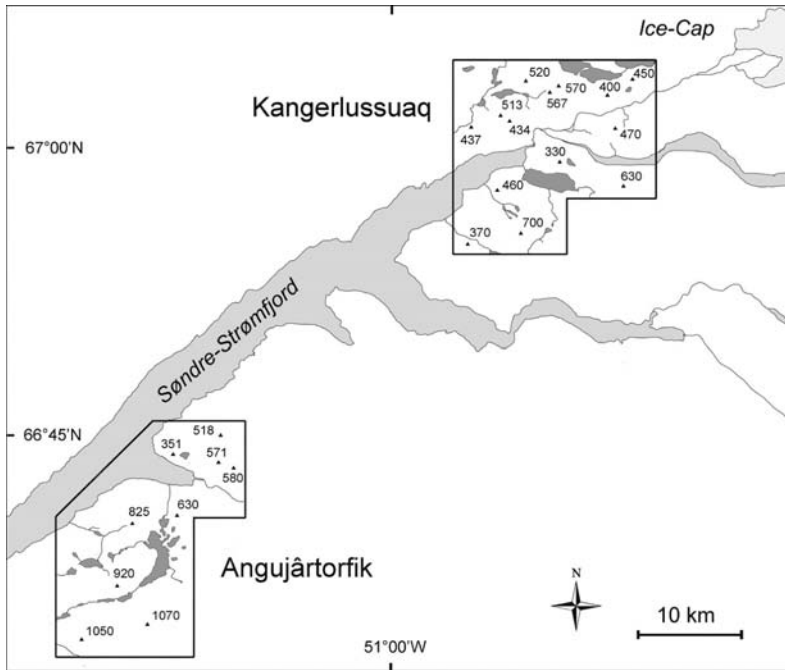 Ice-Cap
450
520
570
400
567
Kangerlussuaq
513
434
470
437
67°00'N
330
460
630
700
370
Søndre-Strømfjord
518
66°45'N
351
571
580
630
825
Angujârtorfik
920
N
1070
10 km
1050
51°00'W